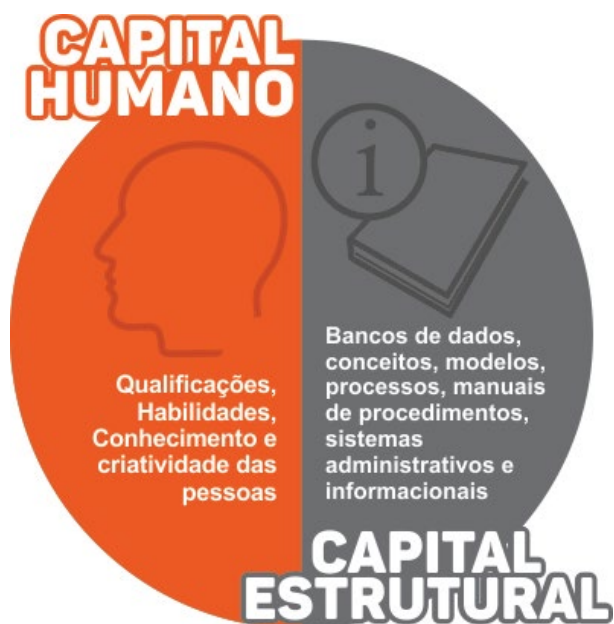 CAPITAL
HUMANO
i
Qualificações,
Habilidades,
Conhecimento e
criatividade das
pessoas
Bancos de dados,
conceitos, modelos,
processos, manuais
de procedimentos,
sistemas
administrativos e
informacionais
CAPITAL
ESTRUTURAL